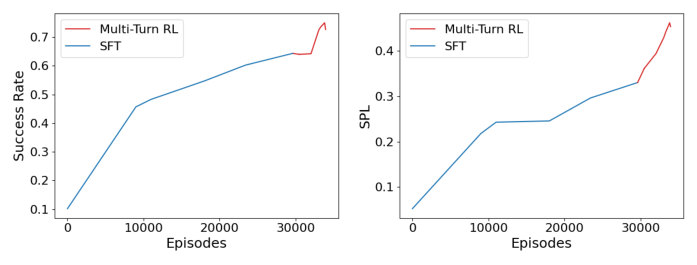 Multi-Turn RL
SFT
0.7
0.6
0.5
0.4
0.3
0.2
0.1
Success Rate
0
10000
20000
30000
Episodes
Multi-Turn RL
SFT
0.4
0.3
0.2
0.1
SPL
0
10000
20000
30000
Episodes